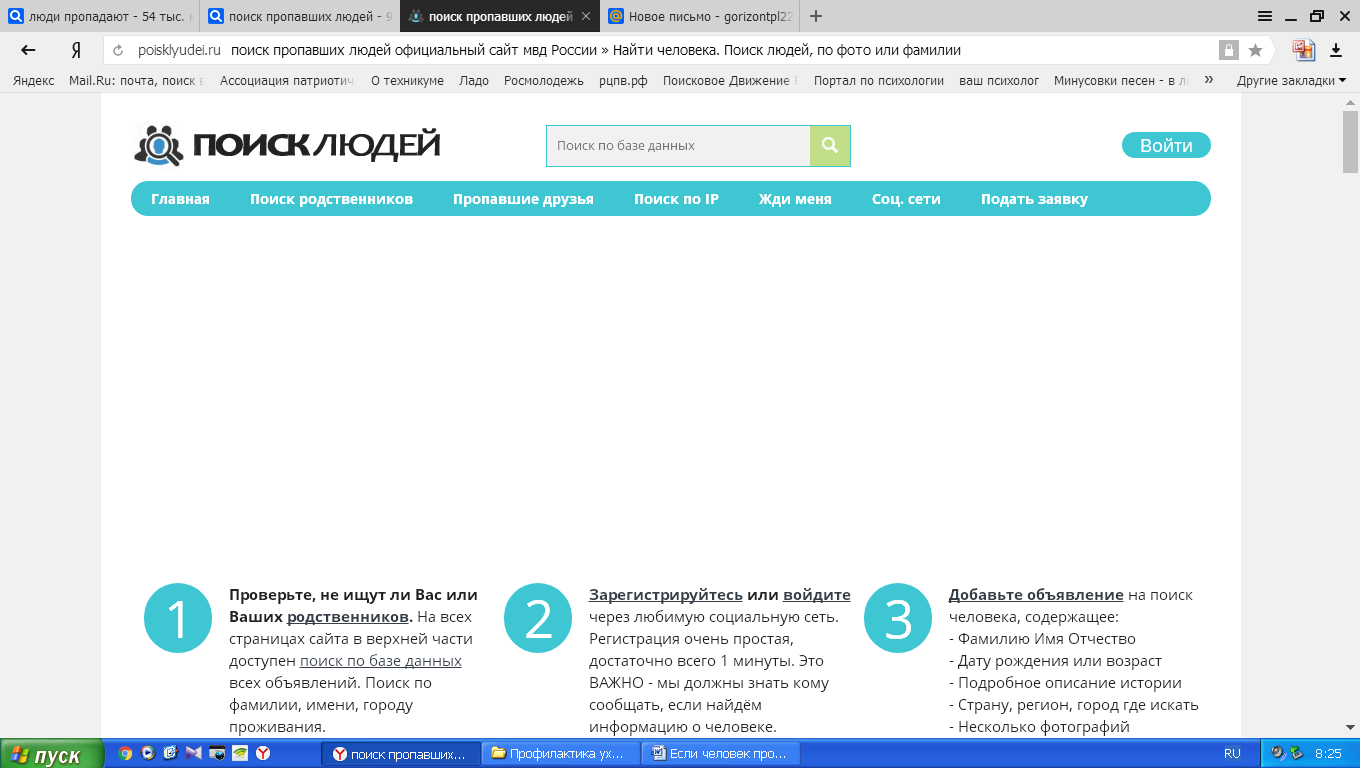 люди пропадают - 54 тыс.
поиск пропавших людей - 9
поиск пропавших людей
Новое письмо - gorizontpl22
poisklyudei.ru поиск пропавших людей официальный сайт мвд России » Найти человека. Поиск людей, по фото или фамилии
Яндекс Mail.Ru: почта, поиск в Ассоциация патриотич О техникуме Ладо Росмолодежь рцпв.рф Поисковое Движение Портал по психологии ваш психолог Минусовки песен - в » Другие закладки
ПОИСК ЛЮДЕЙ
Поиск по базе данных
Войти
Главная Поиск родственников Пропавшие друзья Поиск по IP Жди меня Соц. сети Подать заявку
1
Проверьте, не ищут ли Вас или
Ваших родственников. На всех
страницах сайта в верхней части
доступен поиск по базе данных
всех объявлений. Поиск по
фамилии, имени, городу
проживания.
2
Зарегистрируйтесь или войдите
через любимую социальную сеть.
Регистрация очень простая,
достаточно всего 1 минуты. Это
ВАЖНО - мы должны знать кому
сообщать, если найдём
информацию о человеке.
3
Добавьте объявление на поиск
человека, содержащее:
- Фамилию Имя Отчество
- Дату рождения или возраст
- Подробное описание истории
- Страну, регион, город где искать
- Несколько фотографий
пуск
поиск пропавших...
Профилактика ух...
Если человек про...
RU
8:25